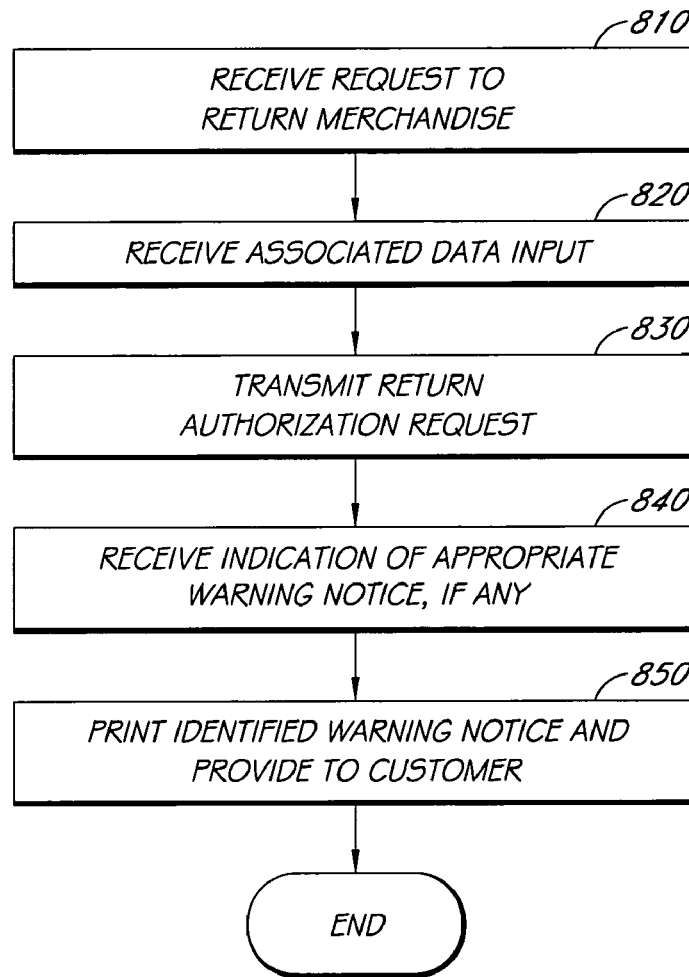 810
RECEIVE REQUEST TO
RETURN MERCHANDISE
820
RECEIVE ASSOCIATED DATA INPUT
830
TRANSMIT RETURN
AUTHORIZATION REQUEST
840
RECEIVE INDICATION OF APPROPRIATE
WARNING NOTICE, IF ANY
850
PRINT IDENTIFIED WARNING NOTICE AND
PROVIDE TO CUSTOMER
END